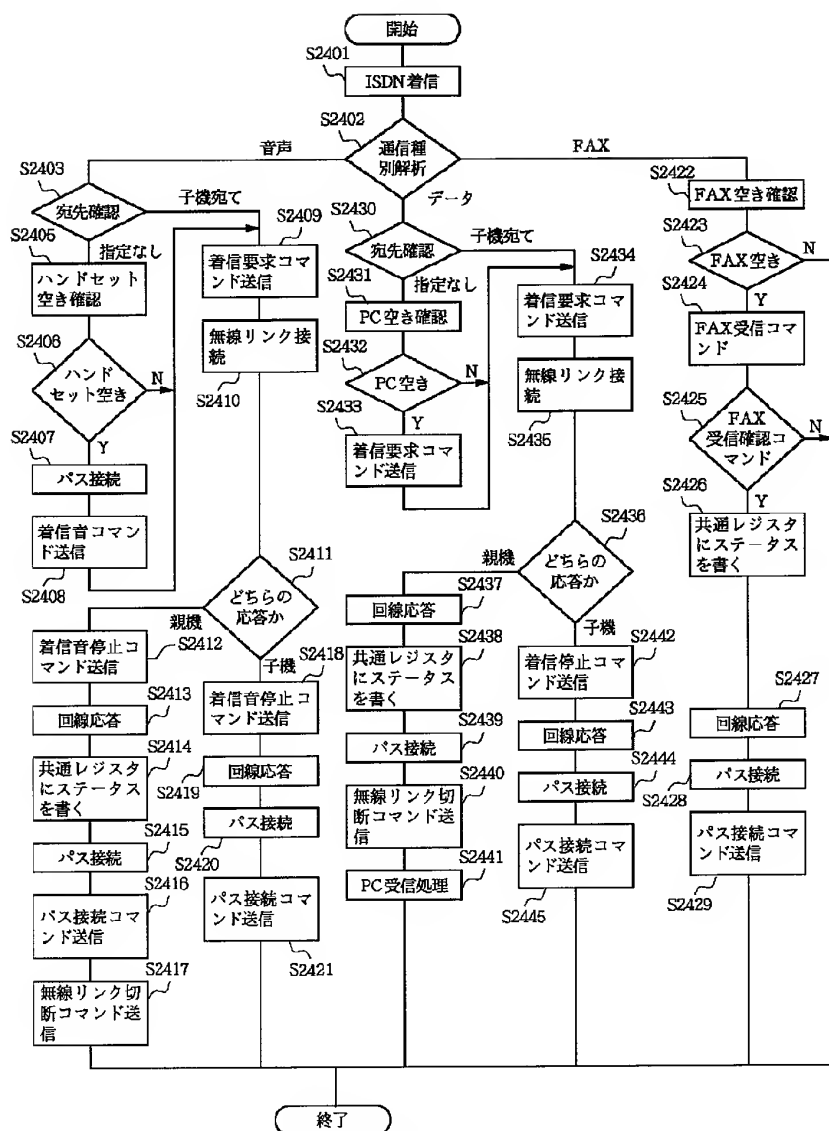 開始
S2401
ISDN着信
S2402
通信種
別解析
音声
FAX
データ
S2403
宛先確認
子機宛て
指定なし
S2405
ハンドセット
空き確認
S2406
ハンド
セット空き
N
Y
S2407
パス接続
着信音コマン
ド送信
S2408
S2409
着信要求コマ
ンド送信
無線リンク接
続
S2410
S2411
どちらの
応答か
親機
子機
S2412
着信音停止コ
マンド送信
S2413
回線応答
S2414
共通レジスタ
にステータス
を書く
S2415
パス接続
S2416
パス接続コマ
ンド送信
S2417
無線リンク切
断コマンド送
信
S2418
着信音停止コ
マンド送信
回線応答
S2419
パス接続
S2420
パス接続コマ
ンド送信
S2421
S2430
宛先確認
子機宛て
指定なし
S2431
PC空き確認
S2432
PC空き
N
Y
S2433
着信要求コマ
ンド送信
S2434
着信要求コマ
ンド送信
無線リンク接
続
S2435
S2436
どちらの
応答か
親機
子機
S2437
回線応答
S2438
共通レジスタ
にステータス
を書く
S2439
パス接続
S2440
無線リンク切
断コマンド送
信
S2441
PC受信処理
S2442
着信停止コマ
ンド送信
S2443
回線応答
S2444
パス接続
パス接続コマ
ンド送信
S2445
S2422
FAX空き確認
S2423
FAX空き
N
Y
S2424
FAX受信コマ
ンド
S2425
FAX
受信確認コ
マンド
N
Y
S2426
共通レジスタ
にステータス
を書く
S2427
回線応答
パス接続
S2428
パス接続コマ
ンド送信
S2429
終了